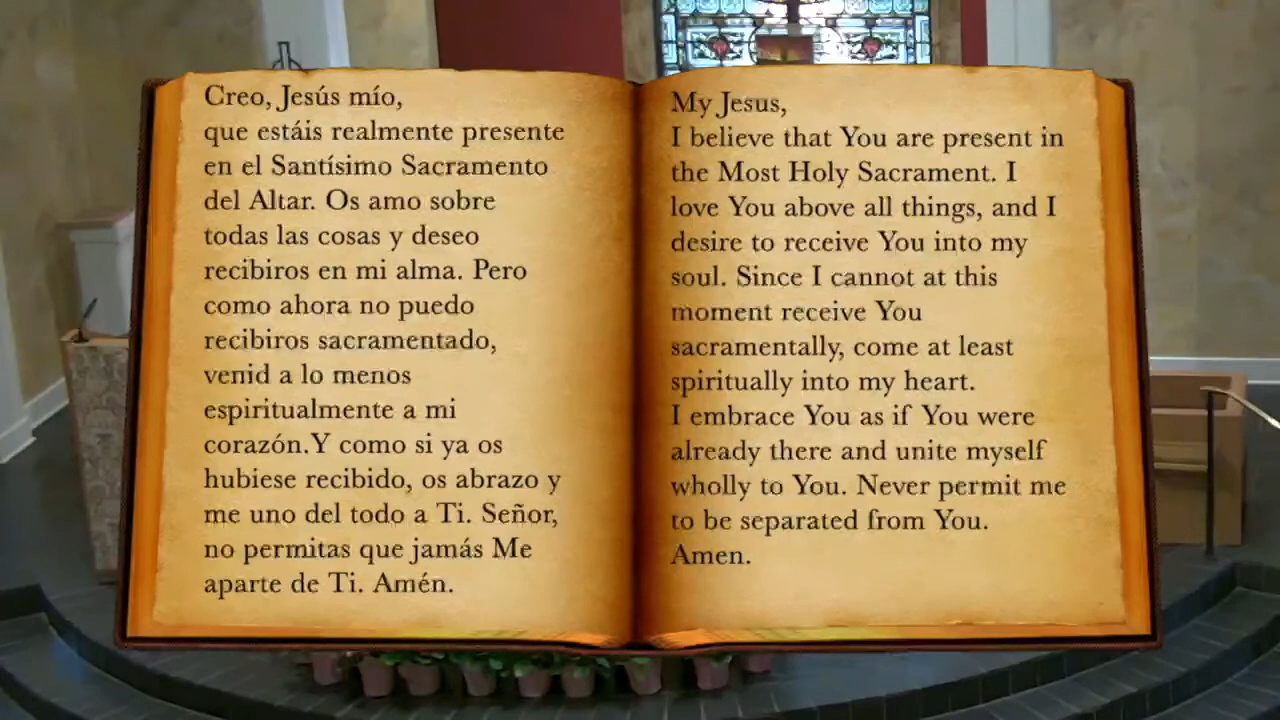 Creo, Jesús mío,
que estáis realmente presente
en el Santísimo Sacramento
del Altar. Os amo sobre
todas las cosas y deseo
recibiros en mi alma. Pero
como ahora no puedo
recibiros sacramentado,
venid a lo menos
espiritualmente a mi
corazón.Y como si ya os
hubiese recibido, os abrazo y
me uno del todo a Ti. Señor,
no permitas que jamás Me
aparte de Ti. Amén.
My Jesus,
I believe that You are present in
the Most Holy Sacrament. I
love You above all things, and I
desire to receive You into my
soul. Since I cannot at this
moment receive You
sacramentally, come at least
spiritually into my heart.
I embrace You as if You were
already there and unite myself
wholly to You. Never permit me
to be separated from You.
Amen.